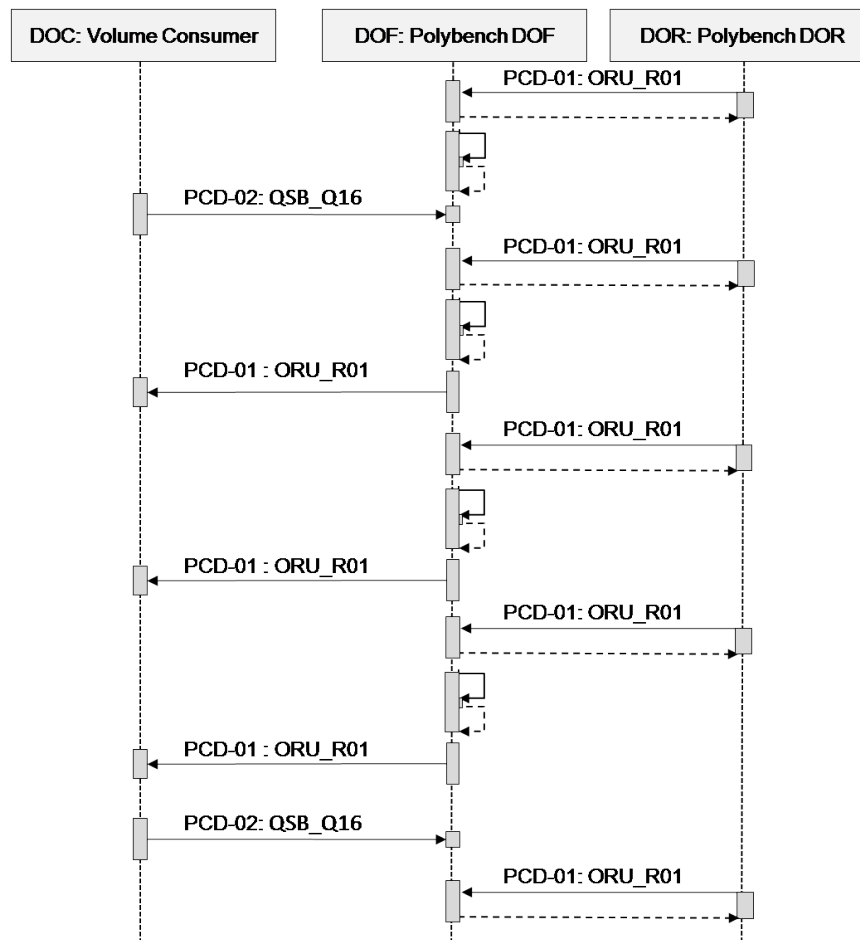 DOC: Volume Consumer
DOF: Polybench DOF
DOR: Polybench DOR
PCD-01: ORU_R01
PCD-02: QSB_Q16
PCD-01: ORU_R01
PCD-01 : ORU_R01
PCD-01: ORU_R01
PCD-01 : ORU_R01
PCD-01: ORU_R01
PCD-01 : ORU_R01
PCD-02: QSB_Q16
PCD-01: ORU_R01